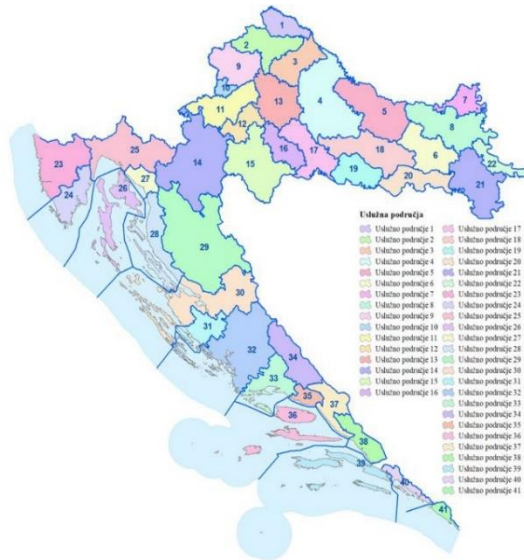 1
2
3
9
10
11
12
13
4
5
7
8
6
22
21
20
18
19
17
16
15
14
25
23
24
26
27
28
29
30
31
32
34
33
35
37
36
38
39
40
41
Uslužna područja
Uslužno područje 1
Uslužno područje 2
Uslužno područje 3
Uslužno područje 4
Uslužno područje 5
Uslužno područje 6
Uslužno područje 7
Uslužno područje 8
Uslužno područje 9
Uslužno područje 10
Uslužno područje 11
Uslužno područje 12
Uslužno područje 13
Uslužno područje 14
Uslužno područje 15
Uslužno područje 16
Uslužno područje 17
Uslužno područje 18
Uslužno područje 19
Uslužno područje 20
Uslužno područje 21
Uslužno područje 22
Uslužno područje 23
Uslužno područje 24
Uslužno područje 25
Uslužno područje 26
Uslužno područje 27
Uslužno područje 28
Uslužno područje 29
Uslužno područje 30
Uslužno područje 31
Uslužno područje 32
Uslužno područje 33
Uslužno područje 34
Uslužno područje 35
Uslužno područje 36
Uslužno područje 37
Uslužno područje 38
Uslužno područje 39
Uslužno područje 40
Uslužno područje 41